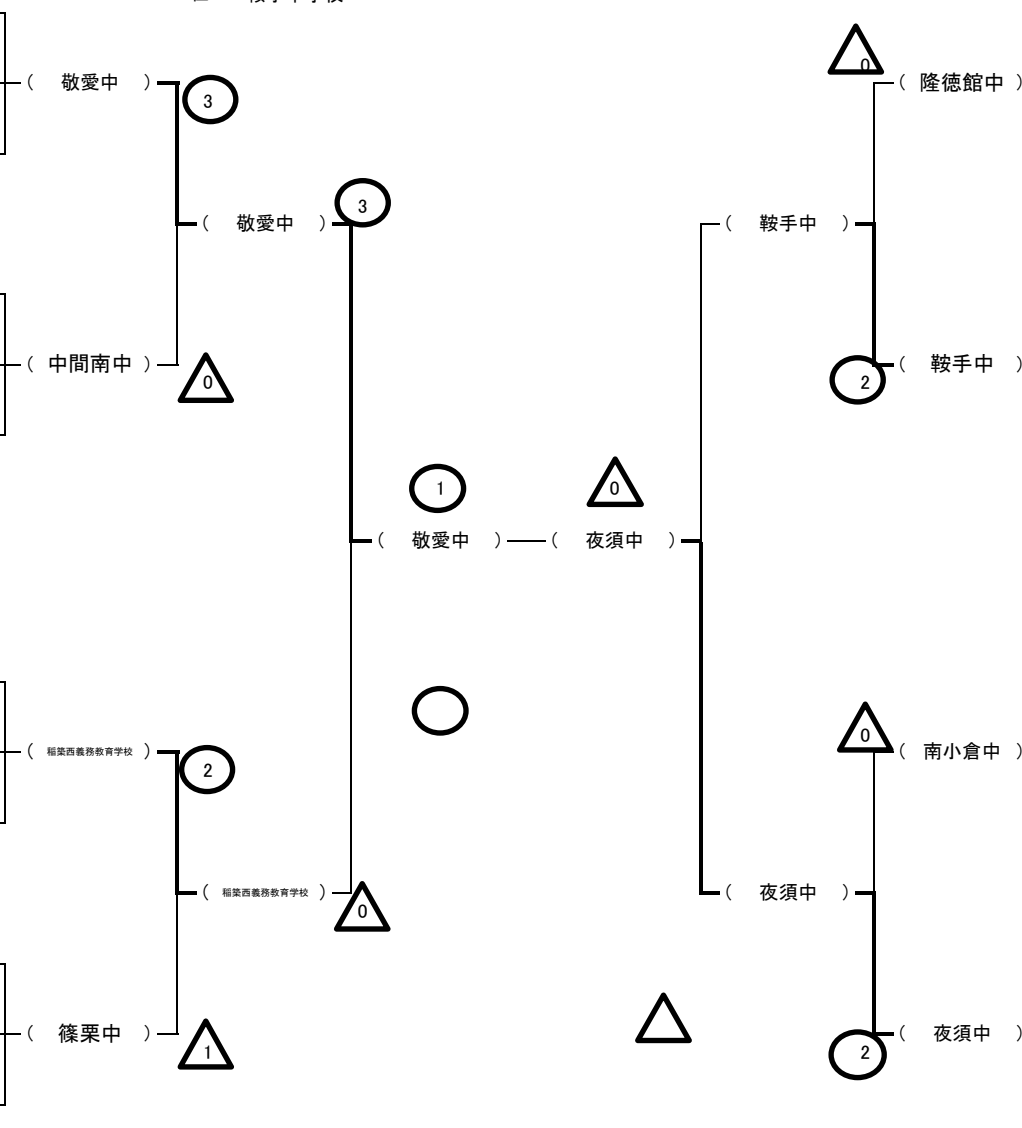 0
( 敬愛中 ) ( 隆徳館中 )
3
3
( 敬愛中 ) ( 鞍手中 )
( 中間南中 ) ( 鞍手中 )
0 2
1 0
( 敬愛中 ) ( 夜須中 )
0
( 稲築西義務教育学校 ) ( 南小倉中 )
2
( 稲築西義務教育学校 ) ( 夜須中 )
0
( 篠栗中 ) ( 夜須中 )
1 2